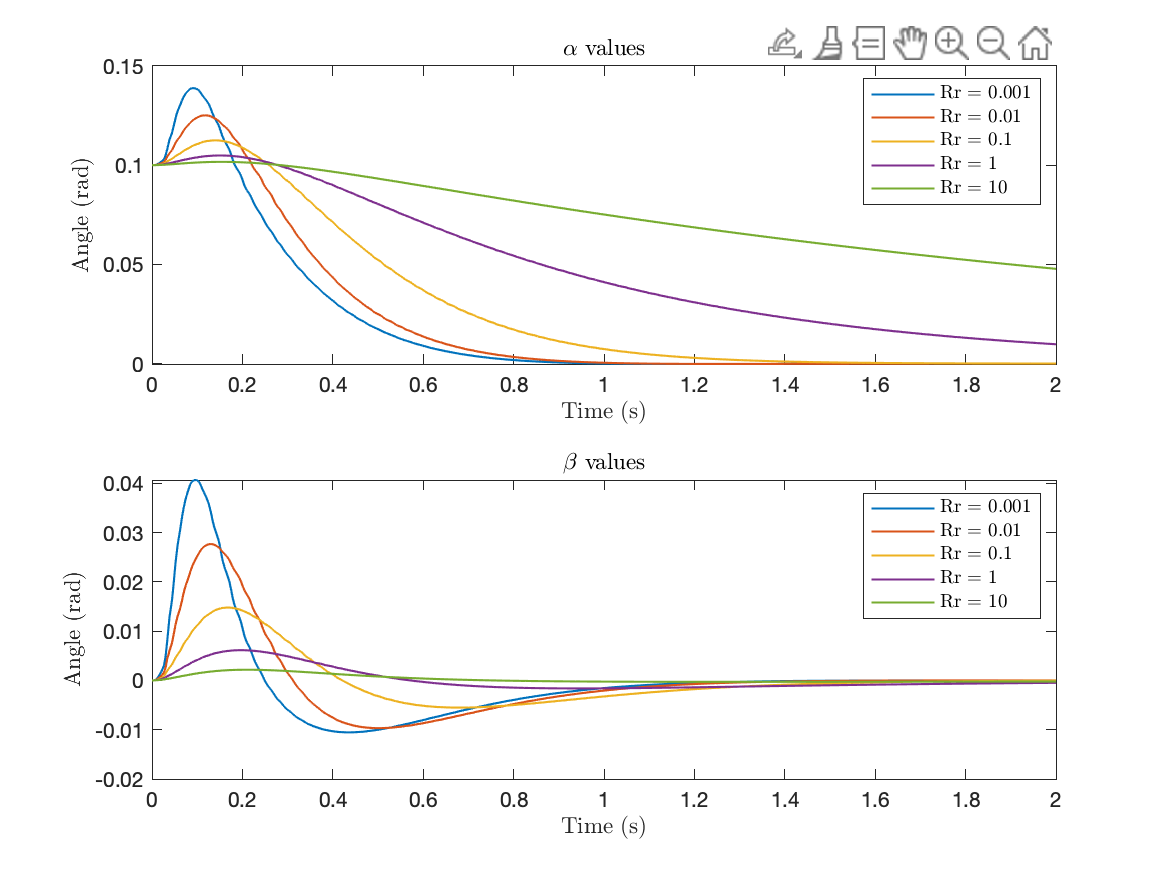 α values
0.15
0.1
0.05
0
Angle (rad)
Rr = 0.001
Rr = 0.01
Rr = 0.1
Rr = 1
Rr = 10
0 0.2 0.4 0.6 0.8 1 1.2 1.4 1.6 1.8 2
Time (s)
β values
0.04
0.03
0.02
0.01
0
-0.01
-0.02
Angle (rad)
Rr = 0.001
Rr = 0.01
Rr = 0.1
Rr = 1
Rr = 10
0 0.2 0.4 0.6 0.8 1 1.2 1.4 1.6 1.8 2
Time (s)